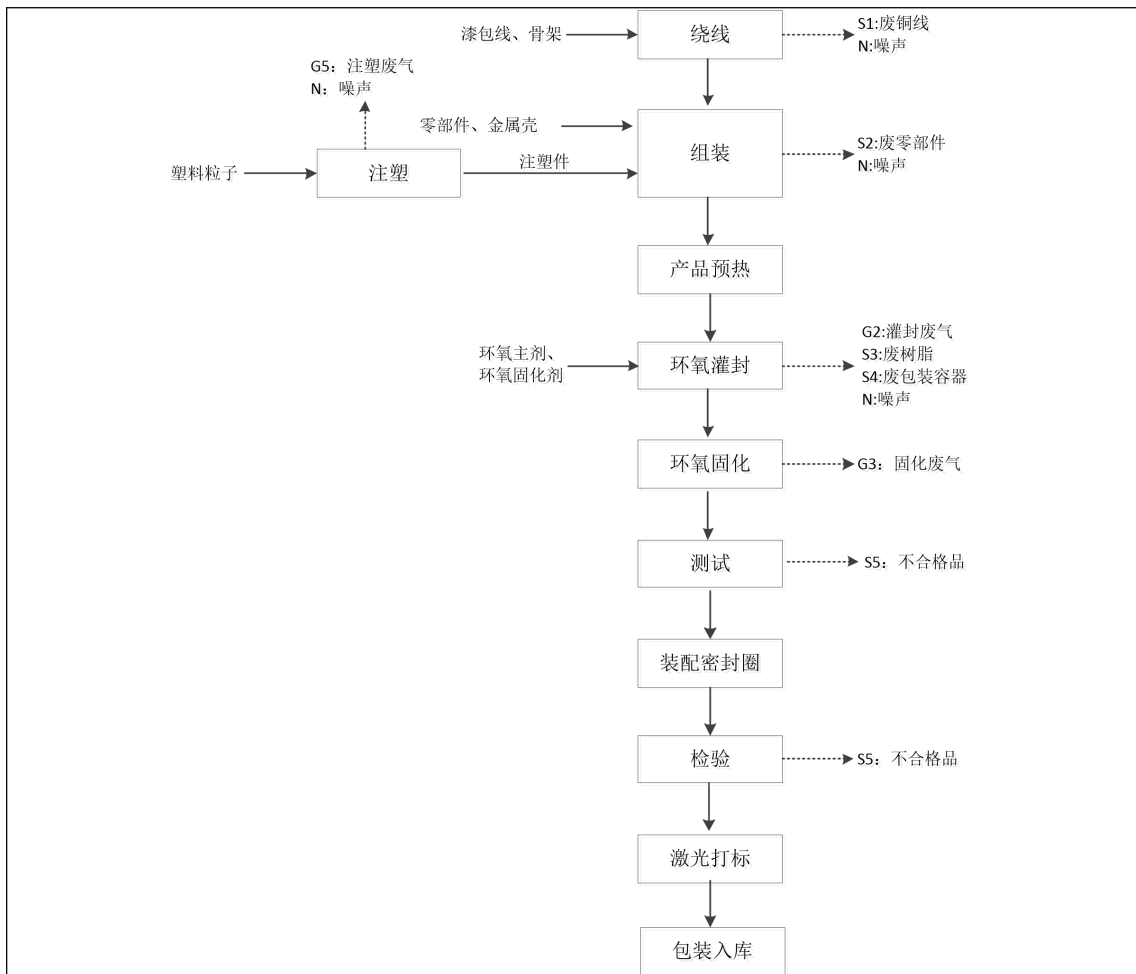 漆包线、骨架
绕线
S1:废铜线
N:噪声
G5：注塑废气
N：噪声
零部件、金属壳
组装
S2:废零部件
N:噪声
塑料粒子
注塑
注塑件
产品预热
环氧主剂、
环氧固化剂
环氧灌封
G2:灌封废气
S3:废树脂
S4:废包装容器
N:噪声
环氧固化
G3：固化废气
测试
S5：不合格品
装配密封圈
检验
S5：不合格品
激光打标
包装入库